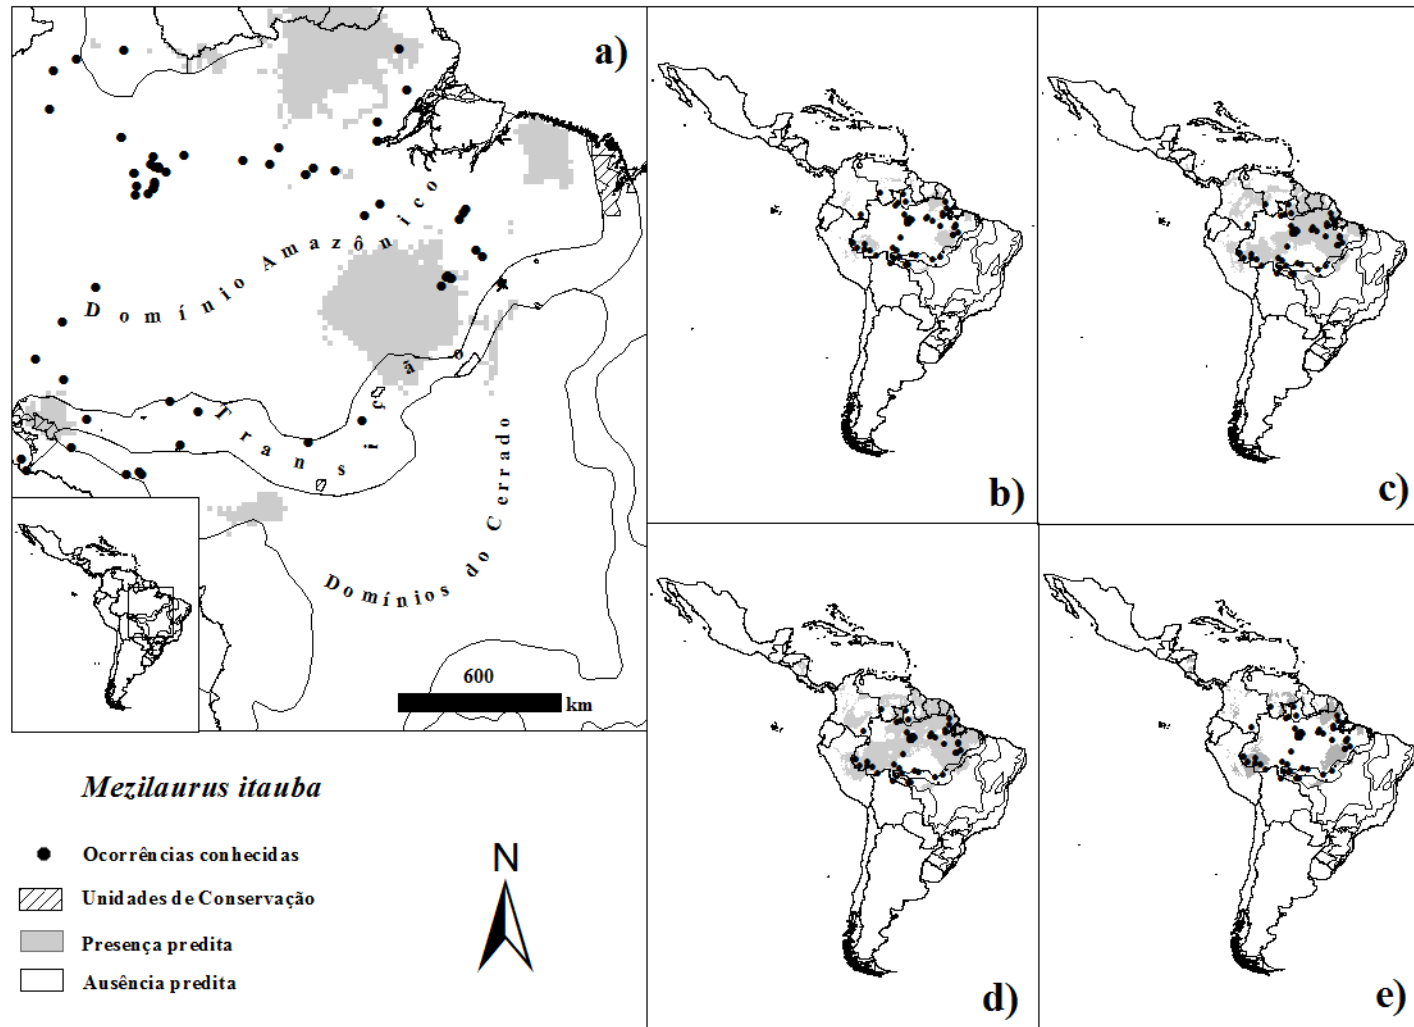 a)
Domínio Amazônico
Transição
Domínios do Cerrado
600
km
b)
c)
d)
e)
Mezilaurus itauba
Ocorrências conhecidas
Unidades de Conservação
Presença predita
Ausência predita
N